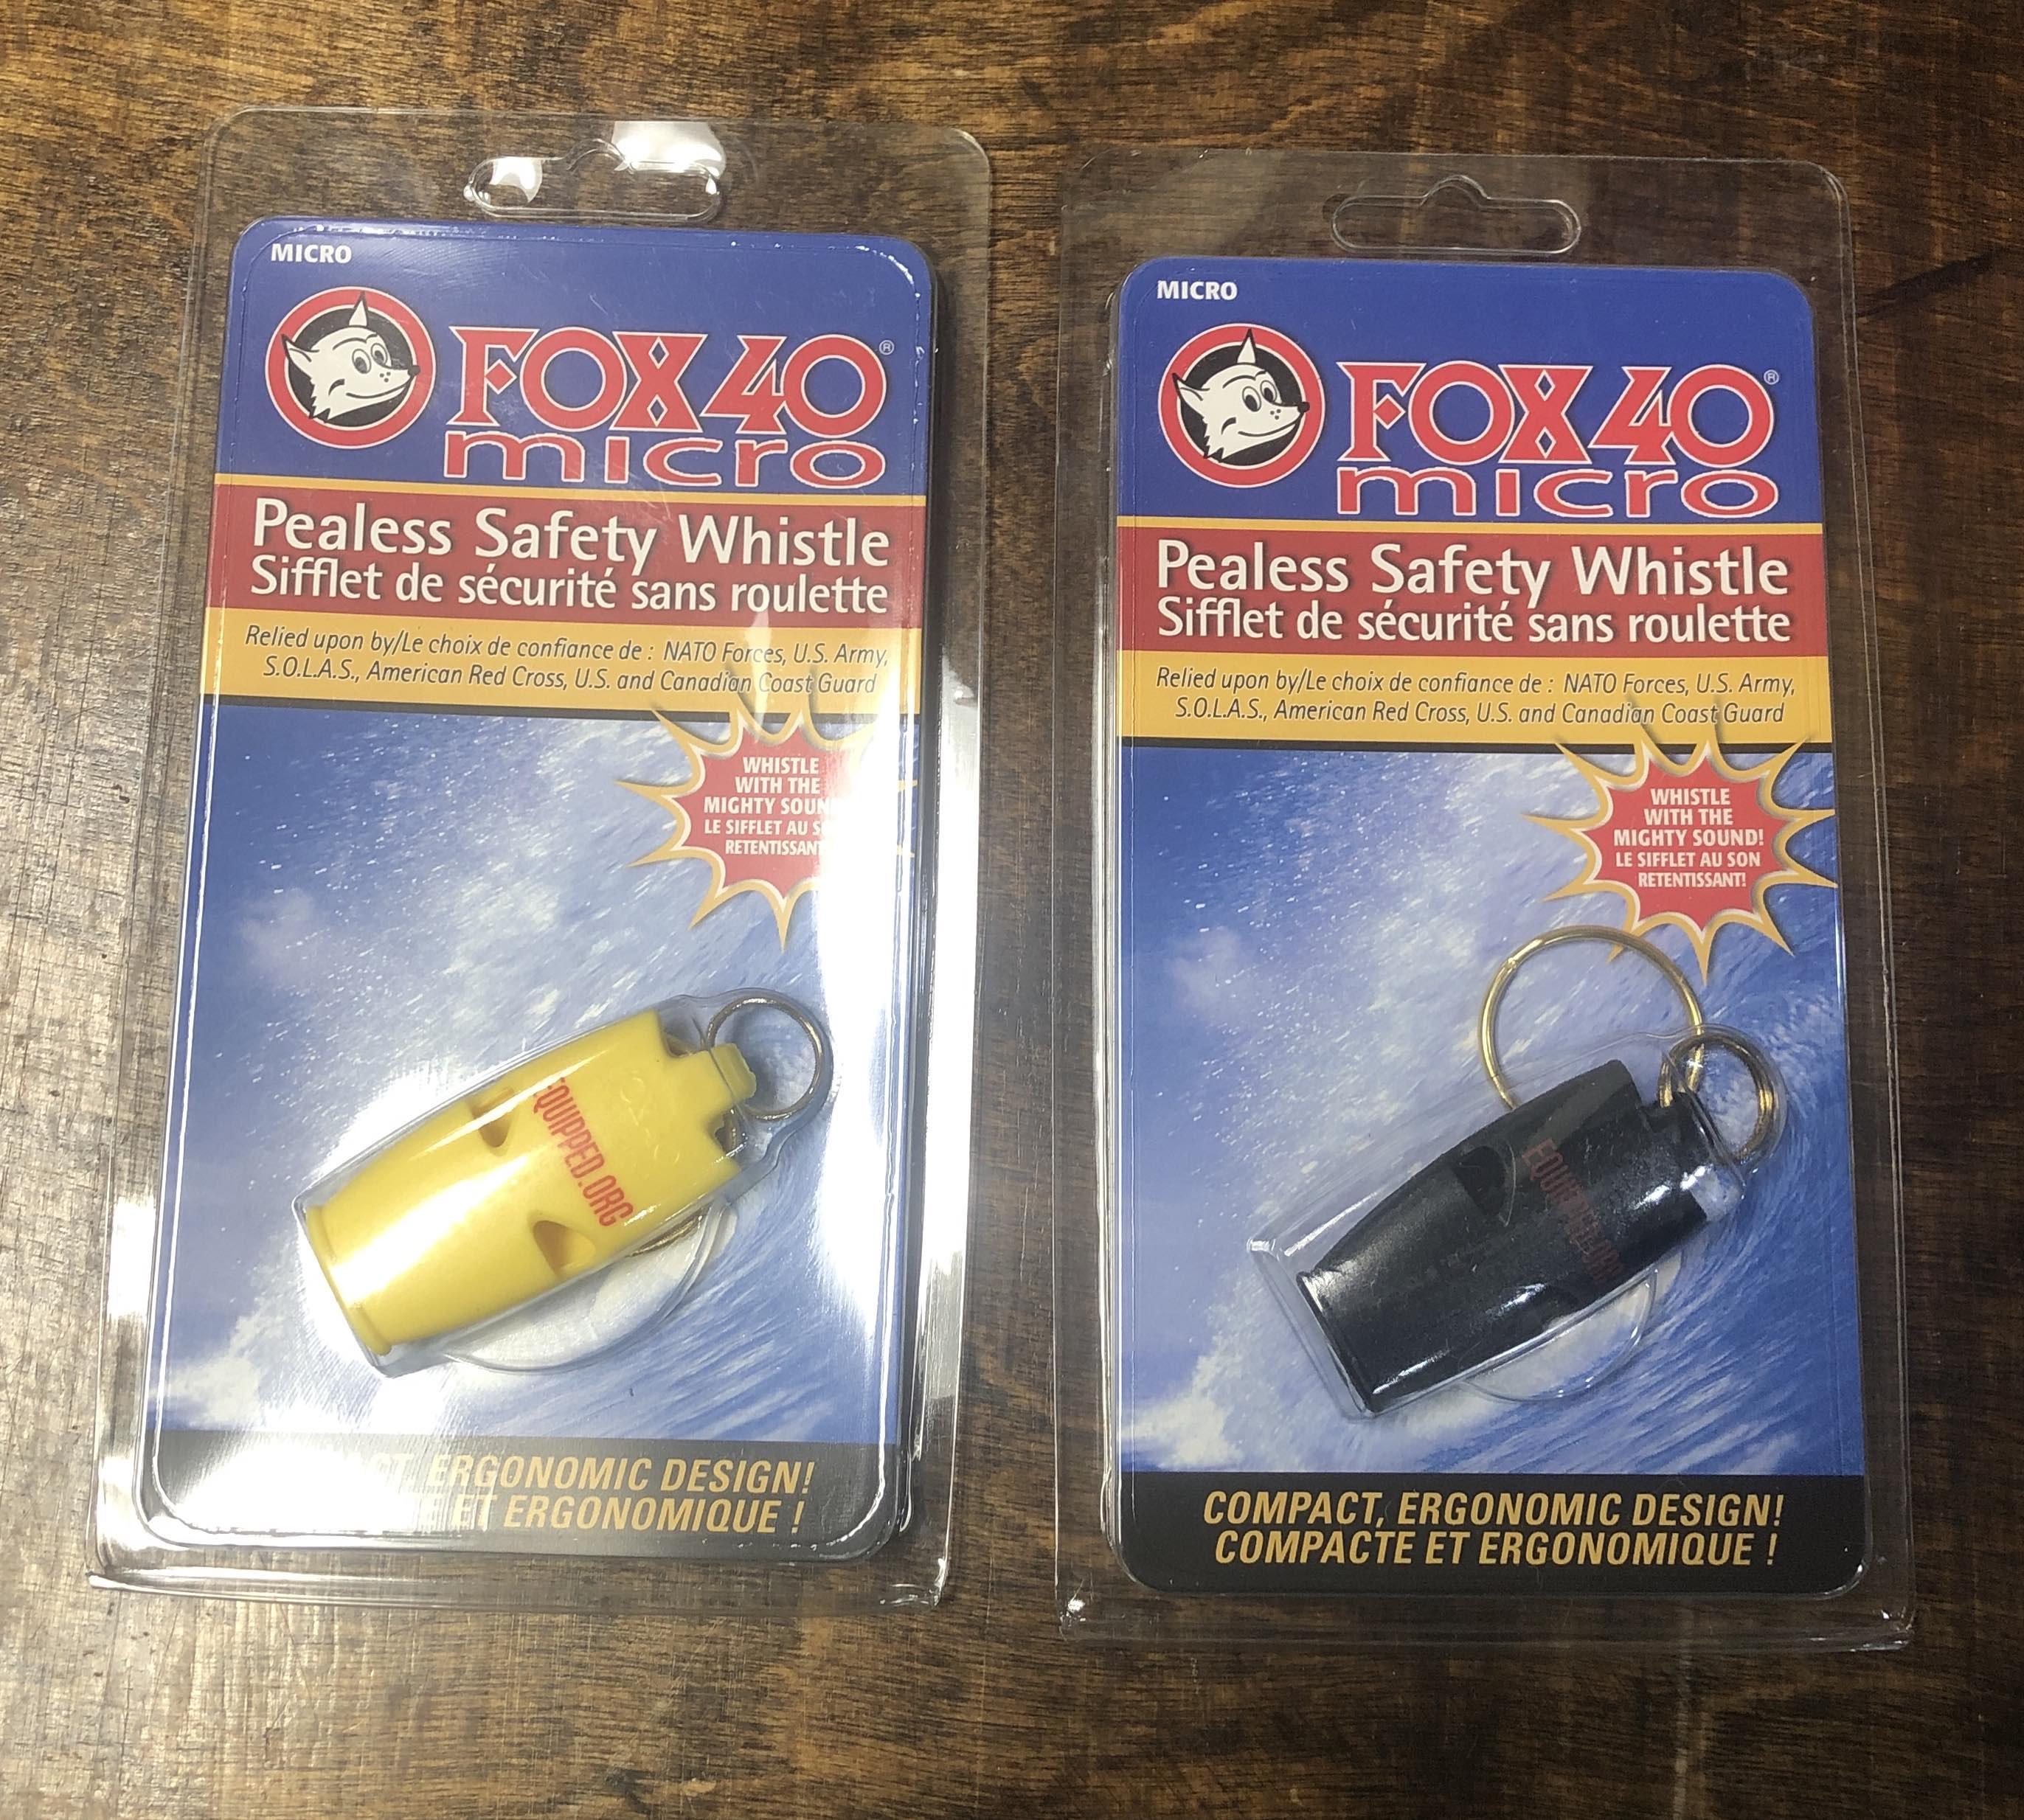 MICRO
FOX 40®
micro
Pealess Safety Whistle
Sifflet de sécurité sans roulette
Relied upon by/Le choix de confiance de : NATO Forces, U.S. Army,
S.O.L.A.S., American Red Cross, U.S. and Canadian Coast Guard
WHISTLE
WITH THE
MIGHTY
LE SIFFLET AU
EQUIPPED.ORG
ERGONOMIC DESIGN!
ET ERGONOMIQUE !
MICRO
FOX 40®
micro
Pealess Safety Whistle
Sifflet de sécurité sans roulette
Relied upon by/Le choix de confiance de : NATO Forces, U.S. Army,
S.O.L.A.S., American Red Cross, U.S. and Canadian Coast Guard
WHISTLE
WITH THE
MIGHTY SOUND!
LE SIFFLET AU SON
RETENTISSANT!
EQUIPPED.ORG
COMPACT, ERGONOMIC DESIGN!
COMPACTE ET ERGONOMIQUE !